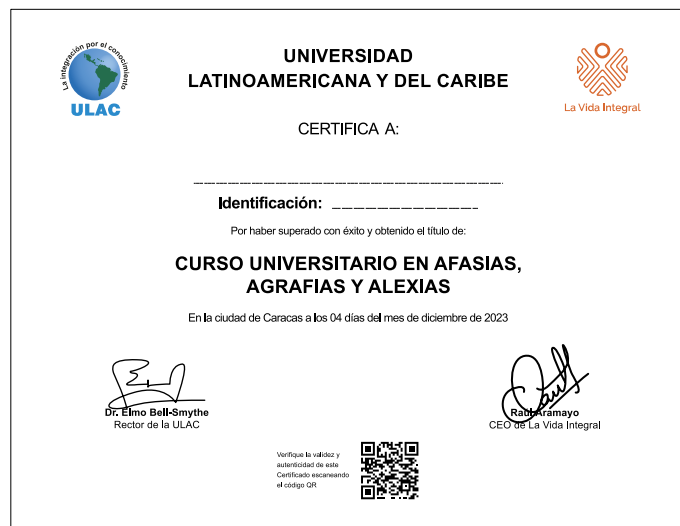 La integración por el conocimiento
ULAC
UNIVERSIDAD
LATINOAMERICANA Y DEL CARIBE
La Vida Integral
CERTIFICA A:
Identificación:
Por haber superado con éxito y obtenido el título de:
CURSO UNIVERSITARIO EN AFASIAS,
AGRAFIAS Y ALEXIAS
En la ciudad de Caracas a los 04 días del mes de diciembre de 2023
Dr. Elmo Bell-Smythe
Rector de la ULAC
Raúl Aramayo
CEO de La Vida Integral
Verifique la validez y
autenticidad de este
Certificado escaneando
el código QR